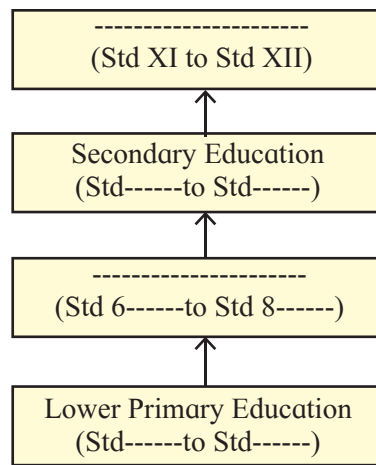 ---------------------
(Std XI to Std XII)
Secondary Education
(Std------to Std------)
---------------------
(Std 6------to Std 8------)
Lower Primary Education
(Std------to Std------)